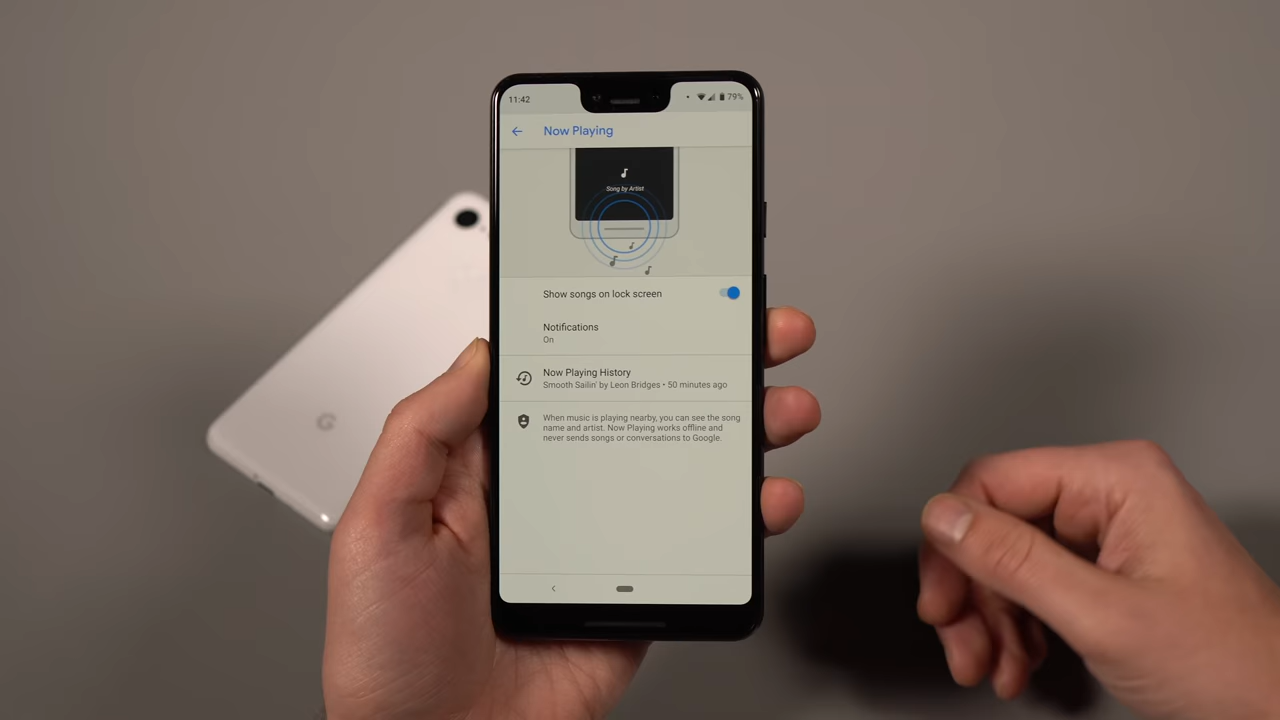 11:42
79%
Now Playing
Song by Artist
Show songs on lock screen
Notifications
On
Now Playing History
Smooth Sailin' by Leon Bridges • 50 minutes ago
When music is playing nearby, you can see the song
name and artist. Now Playing works offline and
never sends songs or conversations to Google.
G